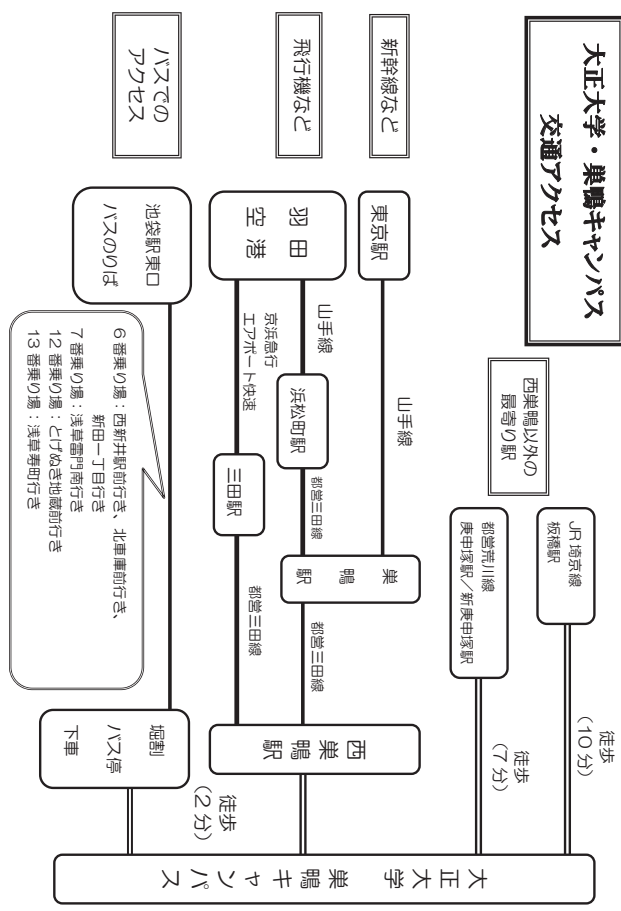 大正大学・巣鴨キャンパス
交通アクセス
西巣鴨以外の
最寄り駅
JR 埼京線
板橋駅
徒歩
(10 分)
都営荒川線
庚申塚駅／新庚申塚駅
徒歩
(7 分)
新幹線など
東京駅
山手線
巣鴨駅
飛行機など
羽田
空港
山手線
浜松町駅
都営三田線
都営三田線
京浜急行
エアポート快速
三田駅
都営三田線
西巣鴨駅
徒歩
(2 分)
バスでの
アクセス
池袋駅東口
バスのりば
6 番乗り場：西新井駅前行き、北車庫前行き、
新田一丁目行き
7 番乗り場：浅草雷門南行き
12 番乗り場：とげぬき地蔵前行き
13 番乗り場：浅草寿町行き
堀割
バス停
下車
大正大学 巣鴨キャンパス